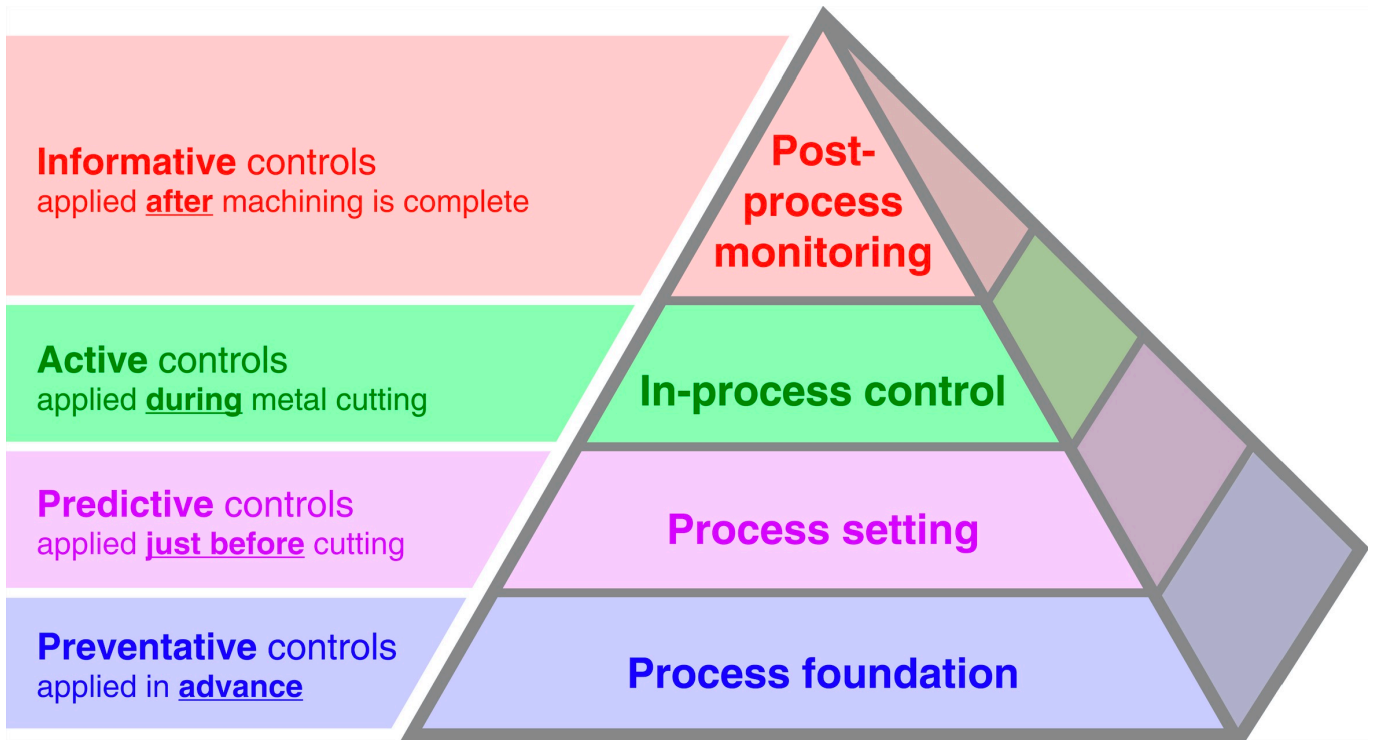 Informative controls
applied after machining is complete
Post-
process
monitoring
Active controls
applied during metal cutting
In-process control
Predictive controls
applied just before cutting
Process setting
Preventative controls
applied in advance
Process foundation